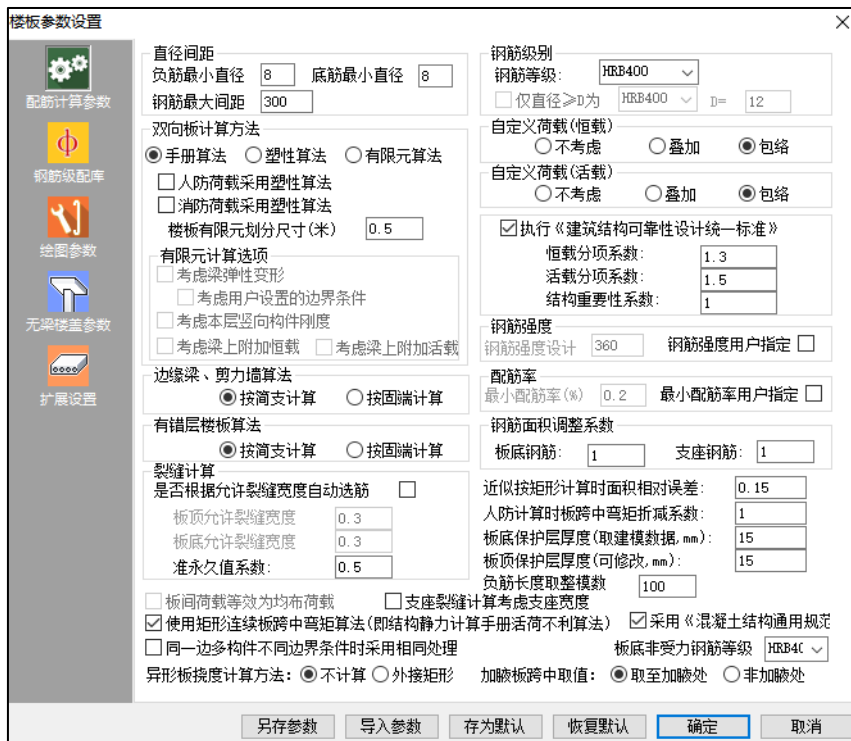 楼板参数设置
配筋计算参数
钢筋级配库
绘图参数
无梁楼盖参数
扩展设置
直径间距
负筋最小直径 8 底筋最小直径 8
钢筋最大间距 300
双向板计算方法
手册算法 塑性算法 有限元算法
人防荷载采用塑性算法
消防荷载采用塑性算法
楼板有限元划分尺寸(米) 0.5
有限元计算选项
考虑梁弹性变形
考虑用户设置的边界条件
考虑本层竖向构件刚度
考虑梁上附加恒载 考虑梁上附加活载
边缘梁、剪力墙算法
按简支计算 按固端计算
有错层楼板算法
按简支计算 按固端计算
裂缝计算
是否根据允许裂缝宽度自动选筋
板顶允许裂缝宽度 0.3
板底允许裂缝宽度 0.3
准永久值系数: 0.5
钢筋级别
钢筋等级: HRB400
仅直径≥D为 HRB400 D= 12
自定义荷载(恒载)
不考虑 叠加 包络
自定义荷载(活载)
不考虑 叠加 包络
执行《建筑结构可靠性设计统一标准》
恒载分项系数: 1.3
活载分项系数: 1.5
结构重要性系数: 1
钢筋强度
钢筋强度设计 360 钢筋强度用户指定
配筋率
最小配筋率(%) 0.2 最小配筋率用户指定
钢筋面积调整系数
板底钢筋: 1 支座钢筋: 1
近似按矩形计算时面积相对误差: 0.15
人防计算时板跨中弯矩折减系数: 1
板底保护层厚度(取建模数据,mm): 15
板顶保护层厚度(可修改,mm): 15
负筋长度取整模数 100
板间荷载等效为均布荷载 支座裂缝计算考虑支座宽度
使用矩形连续板跨中弯矩算法(即结构静力计算手册活荷不利算法) 采用《混凝土结构通用规范
同一边多构件不同边界条件时采用相同处理 板底非受力钢筋等级 HRB4(
异形板挠度计算方法: 不计算 外接矩形 加腋板跨中取值: 取至加腋处 非加腋处
另存参数 导入参数 存为默认 恢复默认 确定 取消